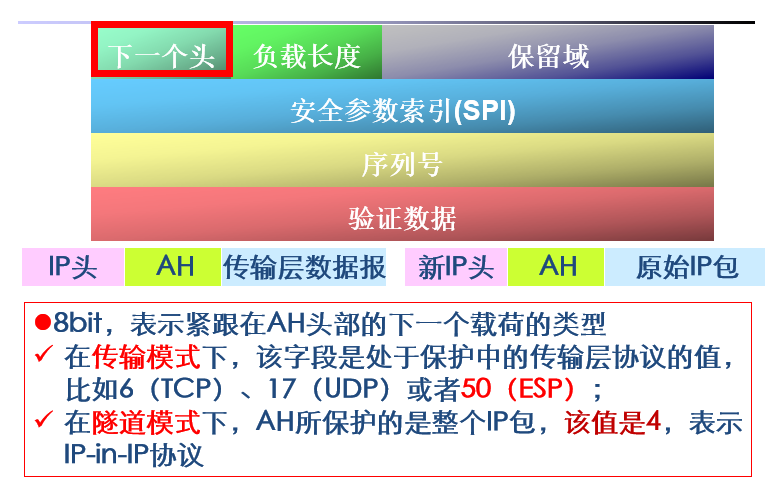 下一个头 负载长度 保留域
安全参数索引(SPI)
序列号
验证数据
IP头 AH 传输层数据报 新IP头 AH 原始IP包
●8bit，表示紧跟在AH头部的下一个载荷的类型
✓ 在传输模式下，该字段是处于保护中的传输层协议的值，
比如6（TCP）、17（UDP）或者50（ESP）；
✓ 在隧道模式下，AH所保护的是整个IP包，该值是4，表示
IP-in-IP协议